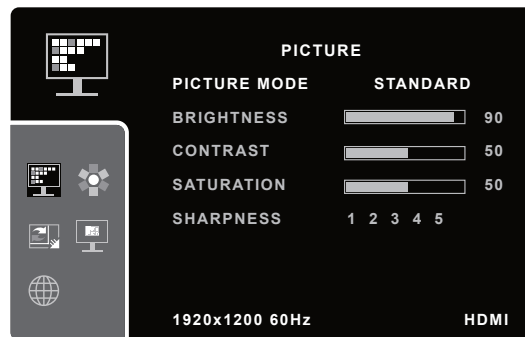 PICTURE
PICTURE MODE STANDARD
BRIGHTNESS 90
CONTRAST 50
SATURATION 50
SHARPNESS 1 2 3 4 5
1920x1200 60Hz HDMI